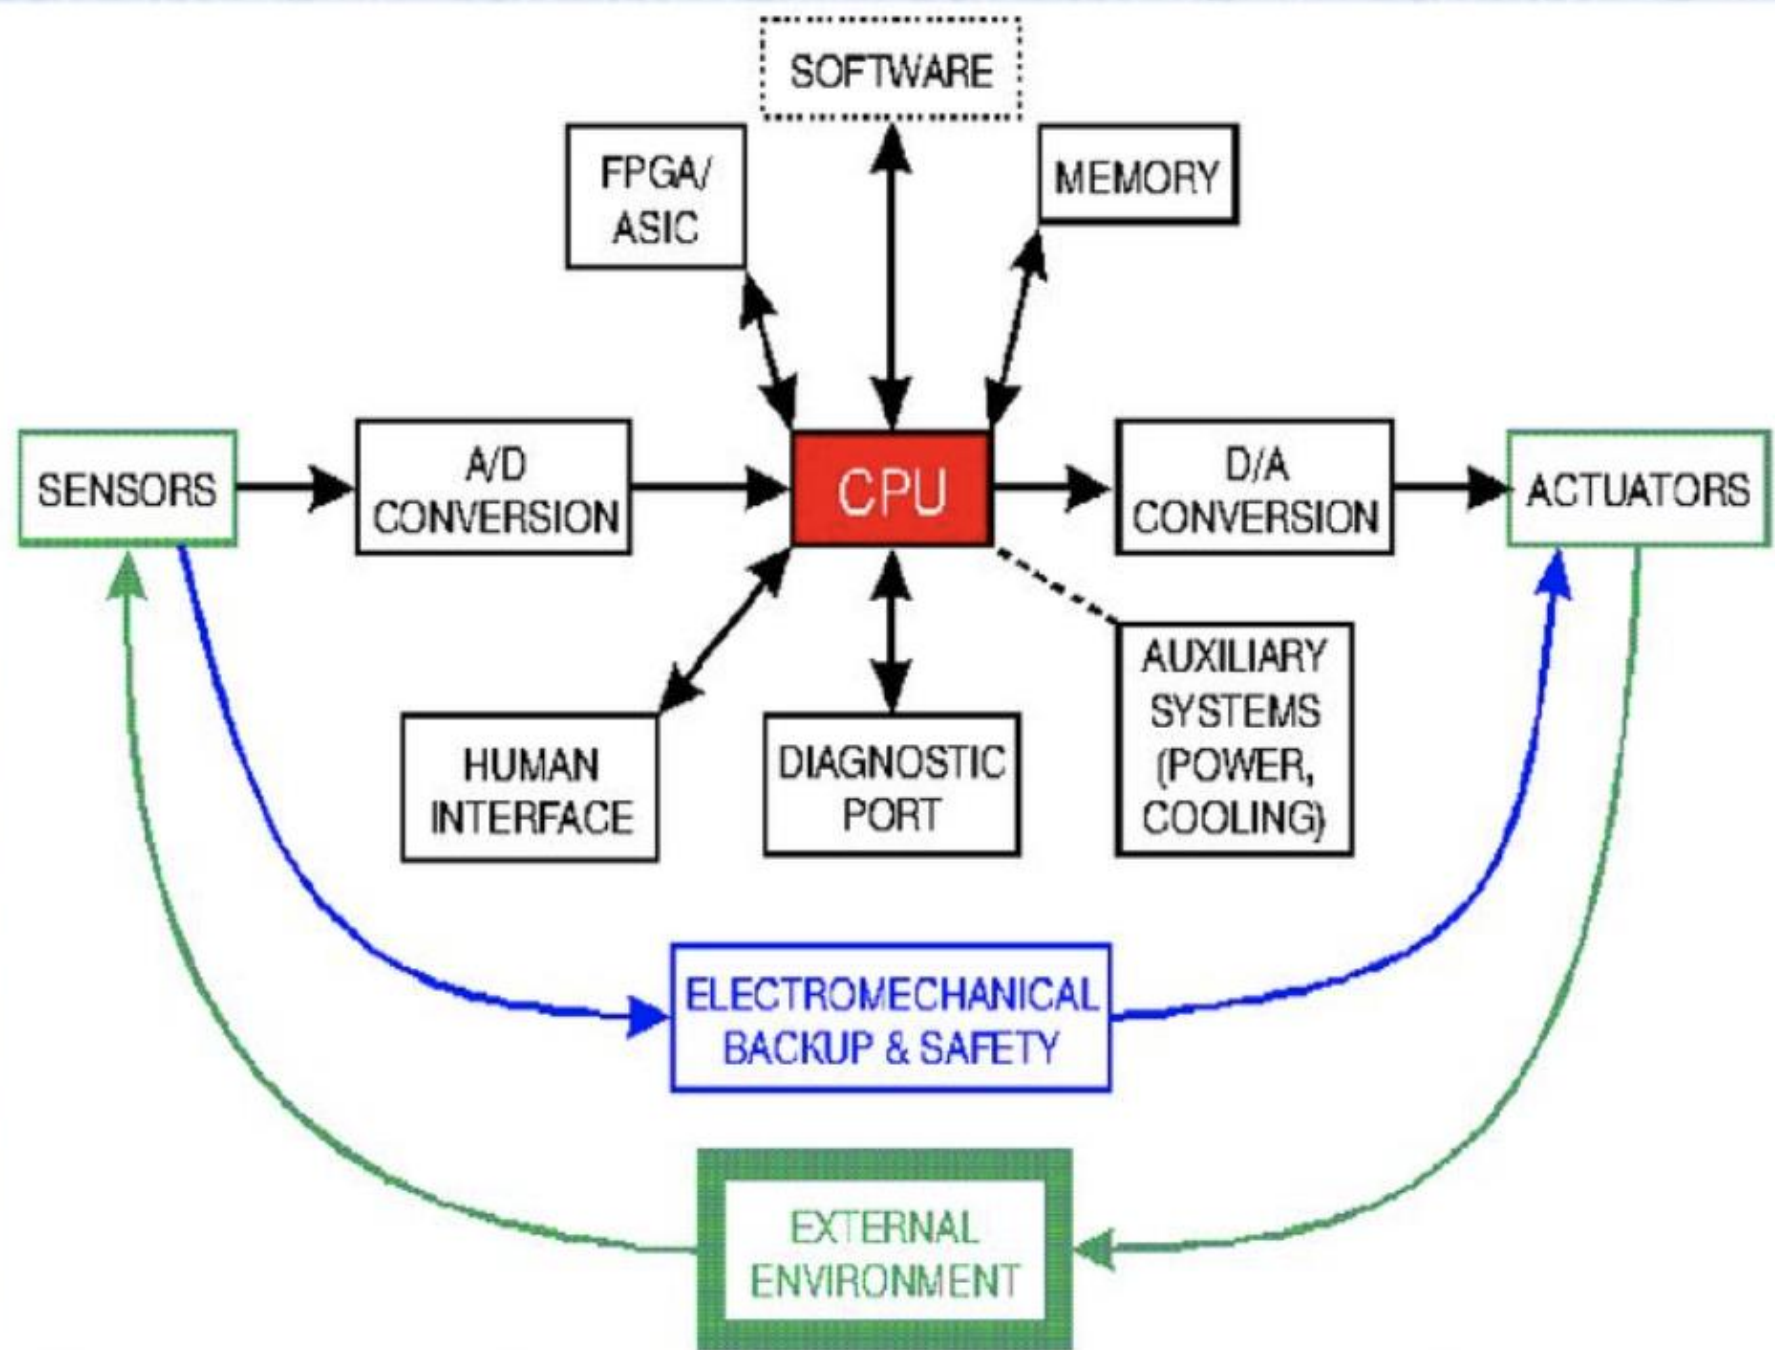 SOFTWARE
FPGA/
ASIC
MEMORY
SENSORS
A/D
CONVERSION
CPU
D/A
CONVERSION
ACTUATORS
HUMAN
INTERFACE
DIAGNOSTIC
PORT
AUXILIARY
SYSTEMS
(POWER,
COOLING)
ELECTROMECHANICAL
BACKUP & SAFETY
EXTERNAL
ENVIRONMENT